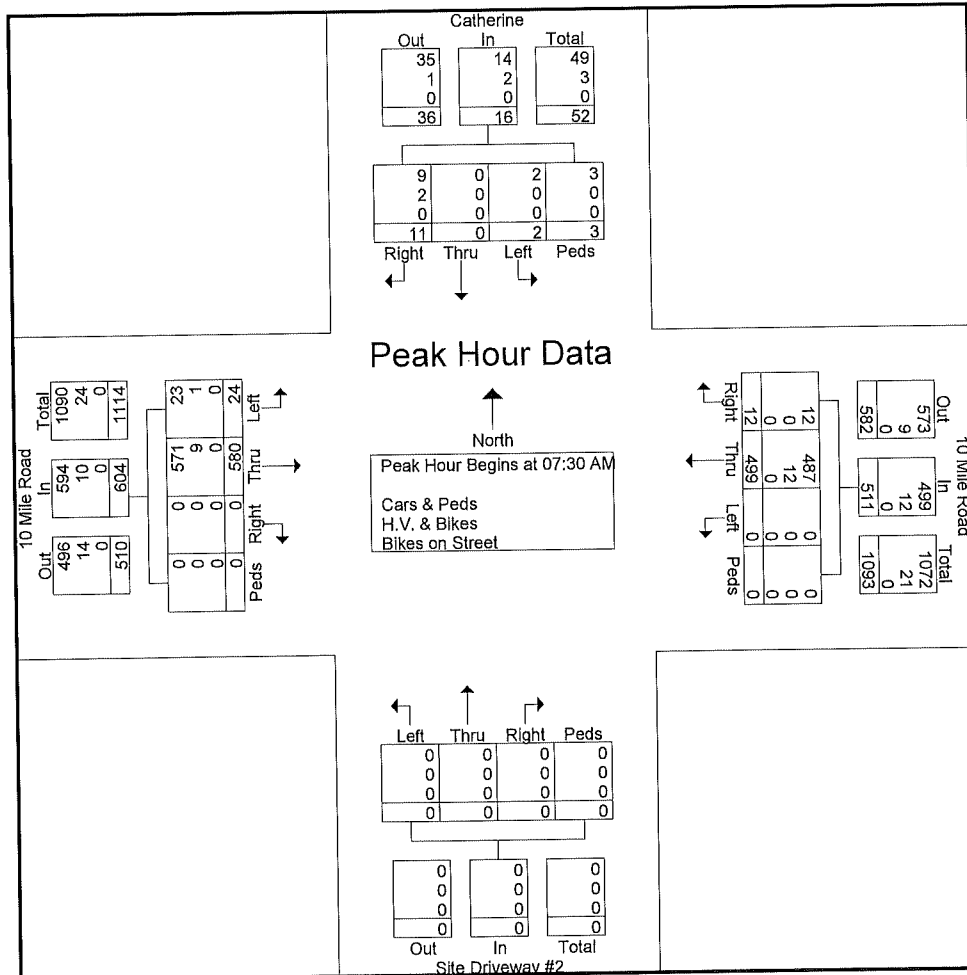 Catherine
Out In Total
35 14 49
1 2 3
0 0 0
36 16 52
9 0 2 3
2 0 0 0
0 0 0 0
11 0 2 3
Right Thru Left Peds
Peak Hour Data
North
Peak Hour Begins at 07:30 AM
Cars & Peds
H.V. & Bikes
Bikes on Street
10 Mile Road
Total In Out
1090 594 496
24 10 14
0 0 0
1114 604 510
23 571 0 0
1 9 0 0
0 0 0 0
24 580 0 0
Left Thru Right Peds
10 Mile Road
Out In Total
573 499 1072
9 12 21
0 0 0
582 511 1093
12 487 0 0
0 12 0 0
0 0 0 0
12 499 0 0
Right Thru Left Peds
Left Thru Right Peds
0 0 0 0
0 0 0 0
0 0 0 0
0 0 0 0
0 0 0
0 0 0
0 0 0
0 0 0
Out In Total
Site Driveway #2